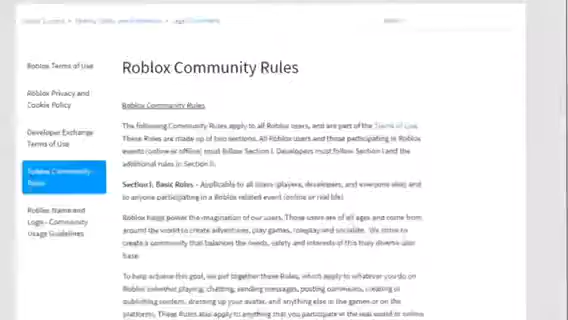 Roblox Terms of Use
Roblox Privacy and
Cookie Policy
Developer Exchange
Terms of Use
Roblox Community
Rules
Roblox Name and
Logo - Community
Usage Guidelines
Roblox Community Rules
Roblox Community Rules
The following Community Rules apply to all Roblox users, and are part of the Terms of Use.
These Rules are made up of two sections. All Roblox users and those participating in Roblox
events (online or offline) must follow Section I. Developers must follow Section I and the
additional rules in Section II.
Section I. Basic Rules – Applicable to all Users (players, developers, and everyone else) and
to anyone participating in a Roblox related event (online or real life)
Roblox helps power the imagination of our users. Those users are of all ages and come from
around the world to create adventures, play games, roleplay and socialize. We strive to
create a community that balances the needs, safety and interests of this truly diverse user
base.
To help achieve this goal, we put together these Rules, which apply to whatever you do on
Roblox whether playing, chatting, sending messages, posting comments, creating or
publishing content, dressing up your avatar, and anything else in the games or on the
platforms. These Rules also apply to anything that you participate in the real world or online